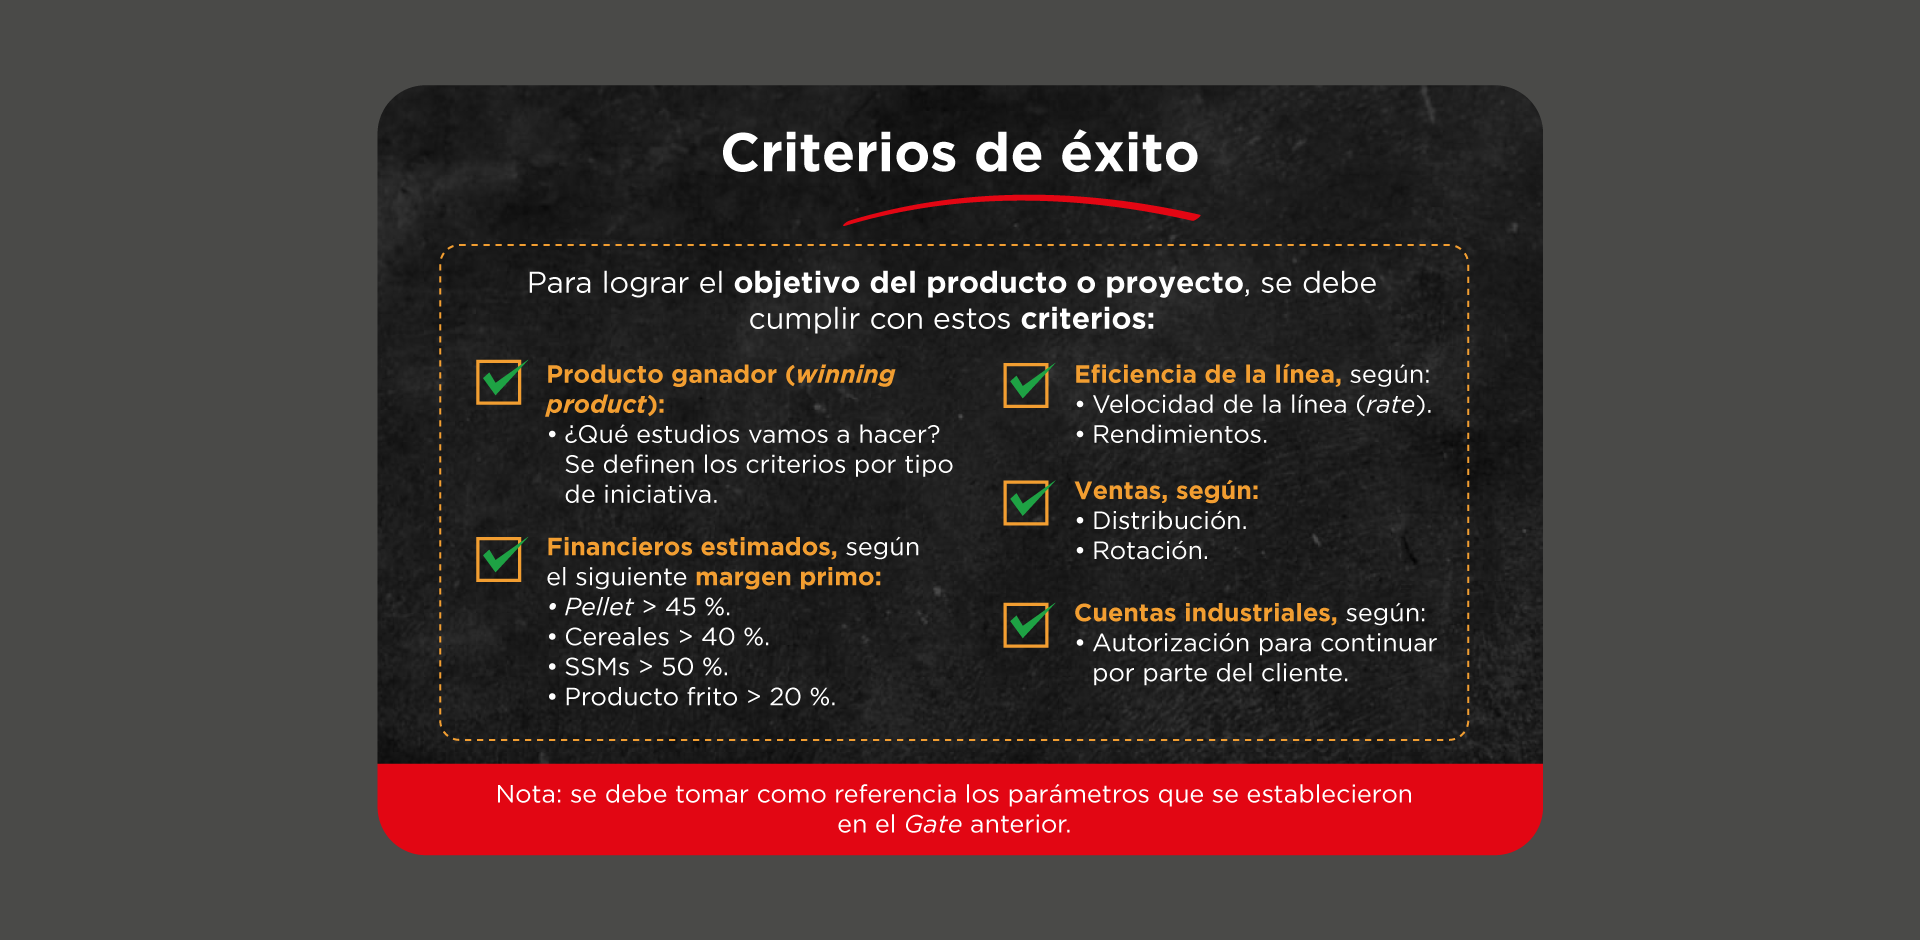 Criterios de éxito
Para lograr el objetivo del producto o proyecto, se debe
cumplir con estos criterios:
Producto ganador (winning
product):
• ¿Qué estudios vamos a hacer?
Se definen los criterios por tipo
de iniciativa.
Financieros estimados, según
el siguiente margen primo:
• Pellet > 45 %.
• Cereales > 40 %.
• SSMs > 50 %.
• Producto frito > 20 %.
Eficiencia de la línea, según:
• Velocidad de la línea (rate).
• Rendimientos.
Ventas, según:
• Distribución.
• Rotación.
Cuentas industriales, según:
• Autorización para continuar
por parte del cliente.
Nota: se debe tomar como referencia los parámetros que se establecieron
en el Gate anterior.